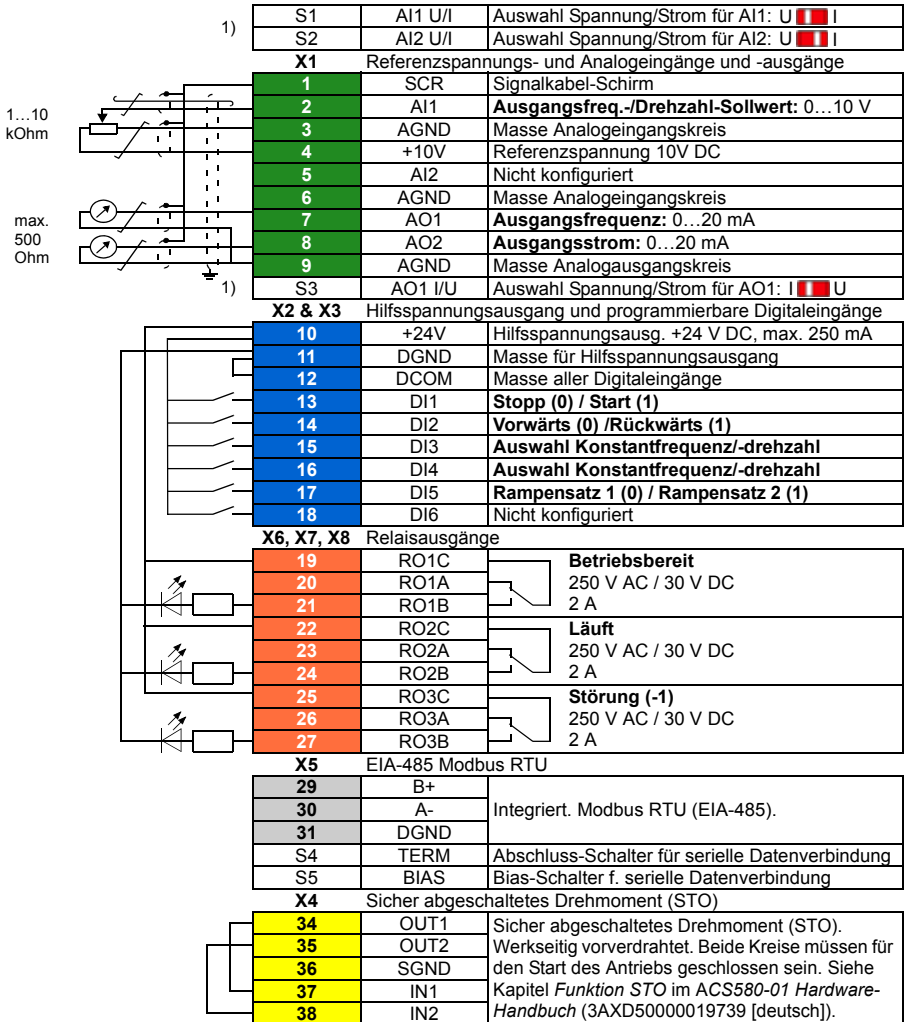 1) S1 AI1 U/I Auswahl Spannung/Strom für AI1: U I
S2 AI2 U/I Auswahl Spannung/Strom für AI2: U I
X1 Referenzspannungs- und Analogeingänge und -ausgänge
1 SCR Signalkabel-Schirm
1…10 kOhm
2 AI1 Ausgangsfreq.-/Drehzahl-Sollwert: 0…10 V
3 AGND Masse Analogeingangskreis
4 +10V Referenzspannung 10V DC
5 AI2 Nicht konfiguriert
6 AGND Masse Analogeingangskreis
max. 500 Ohm
7 AO1 Ausgangsfrequenz: 0…20 mA
8 AO2 Ausgangsstrom: 0…20 mA
9 AGND Masse Analogausgangskreis
1) S3 AO1 I/U Auswahl Spannung/Strom für AO1: I U
X2 & X3 Hilfsspannungsausgang und programmierbare Digitaleingänge
10 +24V Hilfsspannungsausg. +24 V DC, max. 250 mA
11 DGND Masse für Hilfsspannungsausgang
12 DCOM Masse aller Digitaleingänge
13 DI1 Stopp (0) / Start (1)
14 DI2 Vorwärts (0) /Rückwärts (1)
15 DI3 Auswahl Konstantfrequenz/-drehzahl
16 DI4 Auswahl Konstantfrequenz/-drehzahl
17 DI5 Rampensatz 1 (0) / Rampensatz 2 (1)
18 DI6 Nicht konfiguriert
X6, X7, X8 Relaisausgänge
19 RO1C Betriebsbereit
20 RO1A 250 V AC / 30 V DC
21 RO1B 2 A
22 RO2C Läuft
23 RO2A 250 V AC / 30 V DC
24 RO2B 2 A
25 RO3C Störung (-1)
26 RO3A 250 V AC / 30 V DC
27 RO3B 2 A
X5 EIA-485 Modbus RTU
29 B+
30 A- Integriert. Modbus RTU (EIA-485).
31 DGND
S4 TERM Abschluss-Schalter für serielle Datenverbindung
S5 BIAS Bias-Schalter f. serielle Datenverbindung
X4 Sicher abgeschaltetes Drehmoment (STO)
34 OUT1 Sicher abgeschaltetes Drehmoment (STO).
35 OUT2 Werkseitig vorverdrahtet. Beide Kreise müssen für
36 SGND den Start des Antriebs geschlossen sein. Siehe
37 IN1 Kapitel Funktion STO im ACS580-01 Hardware-
38 IN2 Handbuch (3AXD50000019739 [deutsch]).